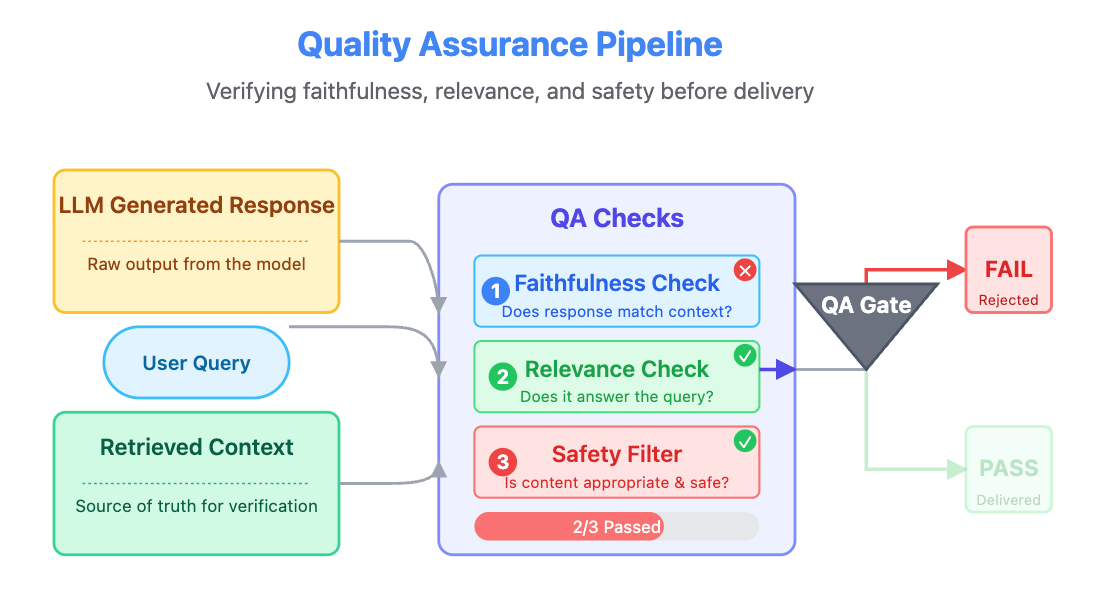 Quality Assurance Pipeline
Verifying faithfulness, relevance, and safety before delivery
LLM Generated Response
Raw output from the model
User Query
Retrieved Context
Source of truth for verification
QA Checks
1
Faithfulness Check
Does response match context?
2
Relevance Check
Does it answer the query?
3
Safety Filter
Is content appropriate & safe?
2/3 Passed
QA Gate
FAIL
Rejected
PASS
Delivered